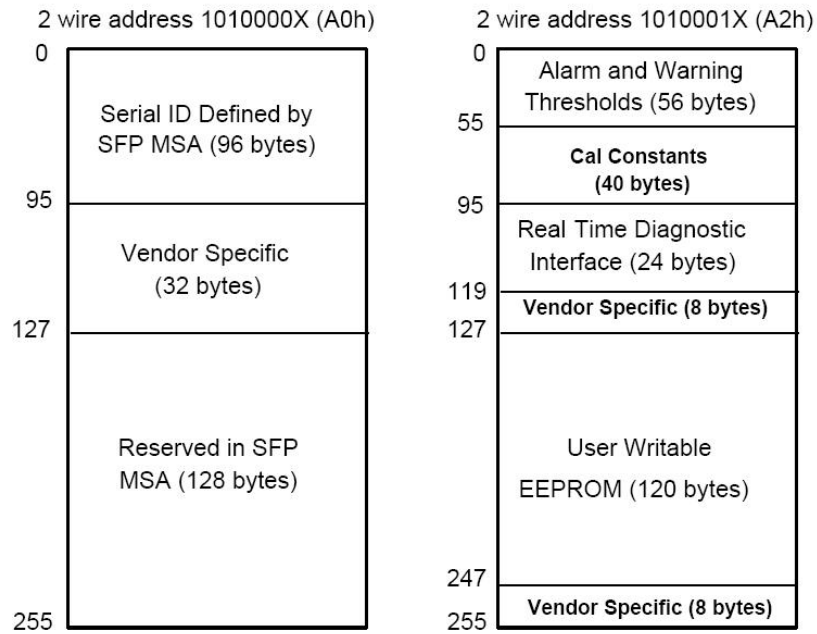 2 wire address 1010000X (A0h)
0
Serial ID Defined by
SFP MSA (96 bytes)
95
Vendor Specific
(32 bytes)
127
Reserved in SFP
MSA (128 bytes)
255
2 wire address 1010001X (A2h)
0
Alarm and Warning
Thresholds (56 bytes)
55
Cal Constants
(40 bytes)
95
Real Time Diagnostic
Interface (24 bytes)
119
Vendor Specific (8 bytes)
127
User Writable
EEPROM (120 bytes)
247
Vendor Specific (8 bytes)
255